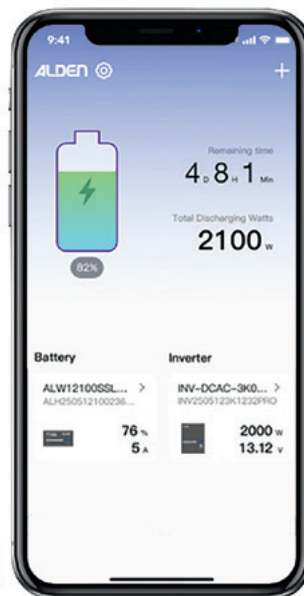 9:41
ALDEN
+
Remaining time
4 D 8 H 1 Min
Total Discharging Watts
2100 W
82%
Battery
Inverter
ALW12100SSL... >
ALH250512100236...
76 %
5 A
INV-DCAC-3K0... >
INV2505123K1232PRO
2000 W
13.12 V